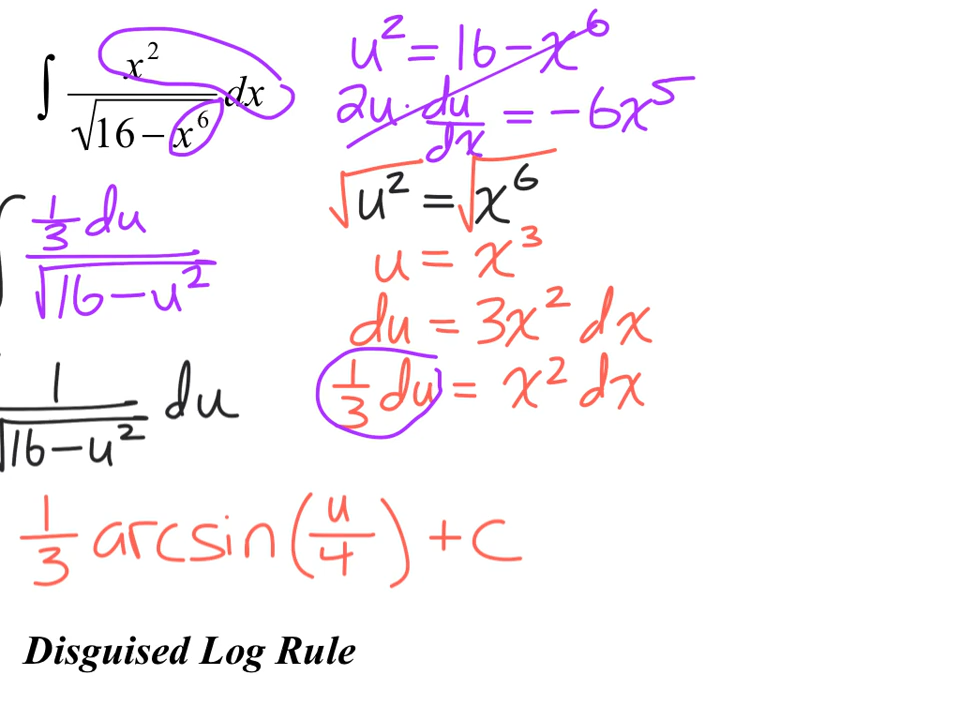 ∫ x² / √(16 − x⁶) dx
u² = 16 − x⁶
2u · du/dx = −6x⁵
√u² = √x⁶
u = x³
∫ (1/3 du) / √(16 − u²)
du = 3x² dx
1/3 du = x² dx
1 / √(16 − u²) du
1/3 arcsin(u/4) + C
Disguised Log Rule